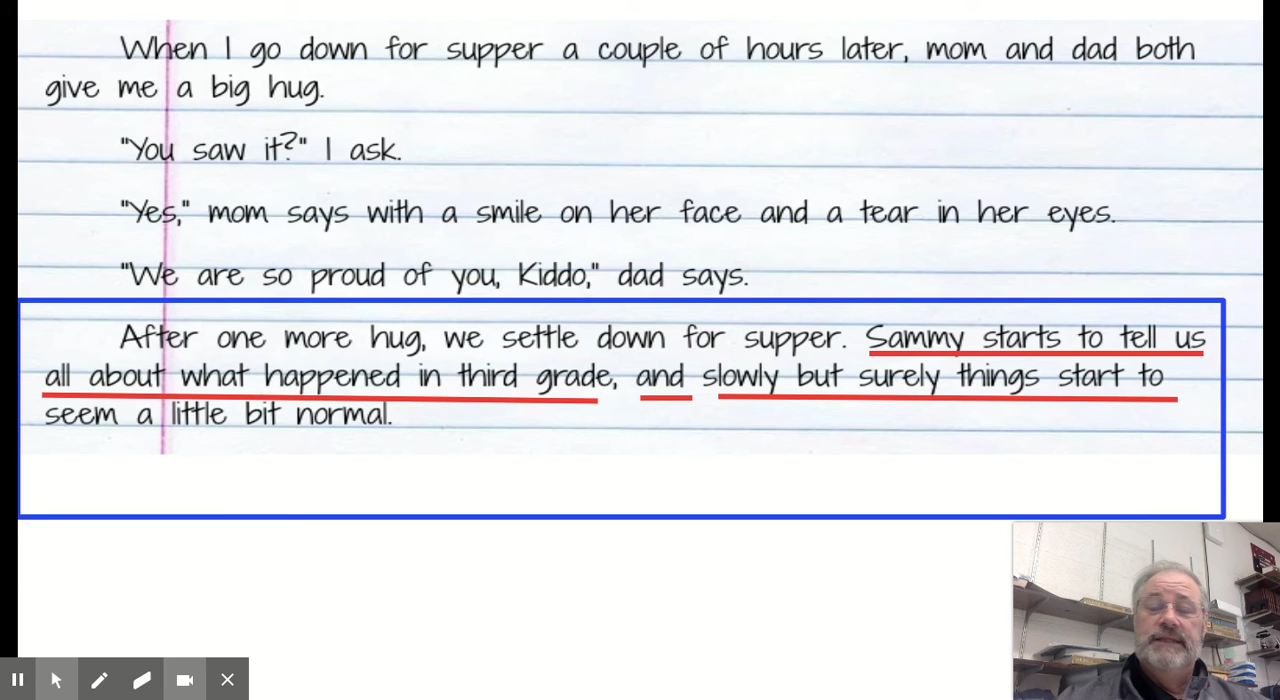 When I go down for supper a couple of hours later, mom and dad both
give me a big hug.
"You saw it?" I ask.
"Yes," mom says with a smile on her face and a tear in her eyes.
"We are so proud of you, Kiddo," dad says.
After one more hug, we settle down for supper. Sammy starts to tell us
all about what happened in third grade, and slowly but surely things start to
seem a little bit normal.